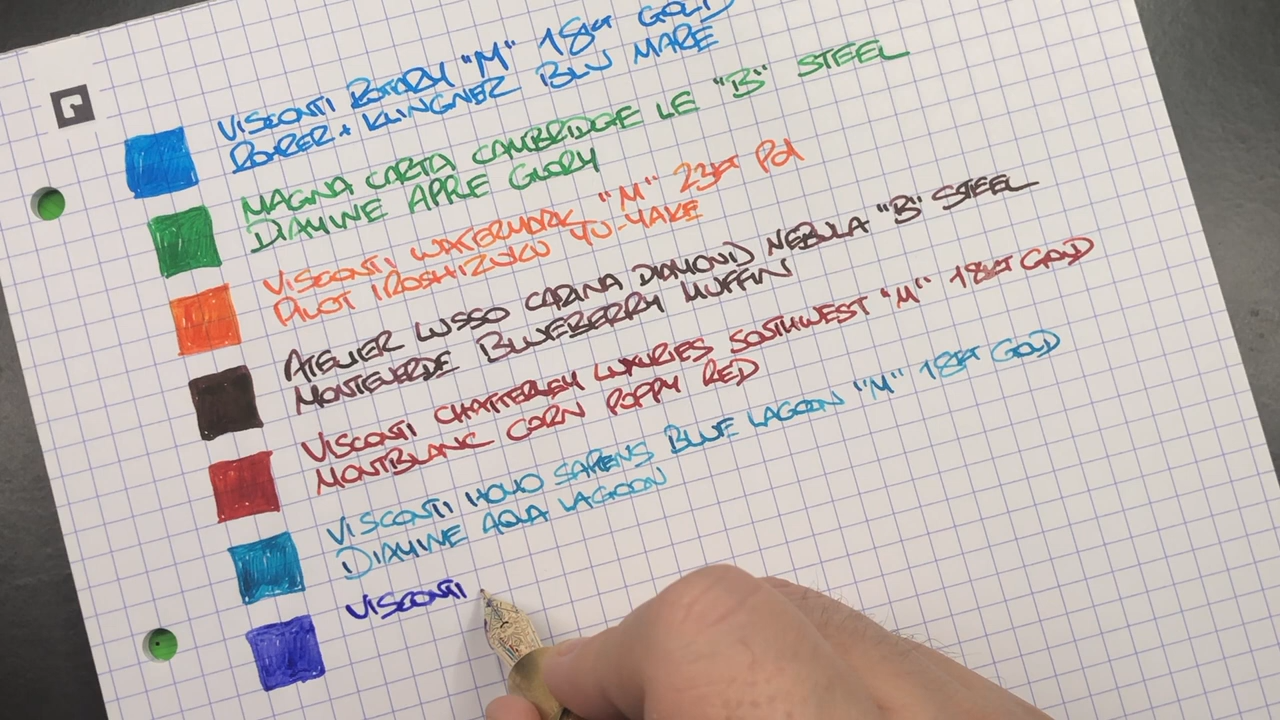 VISCONTI ROTARY "M" 18KT GOLD
ROHRER + KLINGNER BLU MARE
MAGNA CARTA CAMBRIDGE LE "B" STEEL
DIAMINE APPLE GLORY
VISCONTI WATERMARK "M" 23KT Pd
PILOT IROSHIZUKU YU-YAKE
ATELIER LUSSO CARINA DIAMOND NEBULA "B" STEEL
MONTEVERDE BLUEBERRY MUFFIN
VISCONTI CHATTERLEY LUXURIES SOUTHWEST "M" 18KT GOLD
MONTBLANC CORN POPPY RED
VISCONTI HOMO SAPIENS BLUE LAGOON "M" 18KT GOLD
DIAMINE AQUA LAGOON
VISCONTI